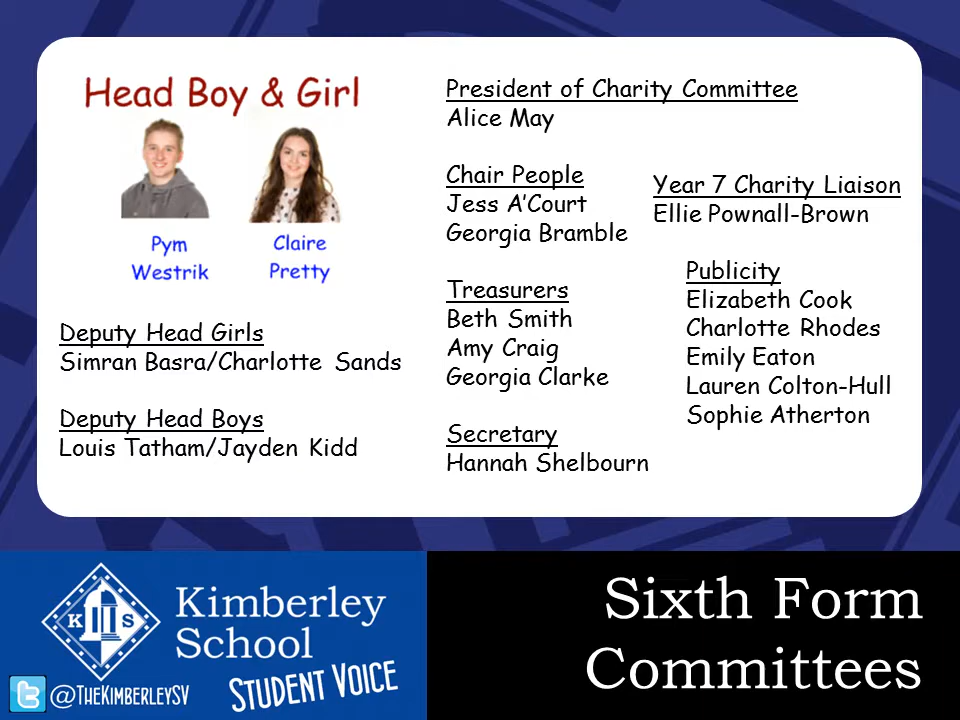 Head Boy & Girl
Pym
Westrik
Claire
Pretty
Deputy Head Girls
Simran Basra/Charlotte Sands
Deputy Head Boys
Louis Tatham/Jayden Kidd
President of Charity Committee
Alice May
Chair People
Jess A’Court
Georgia Bramble
Treasurers
Beth Smith
Amy Craig
Georgia Clarke
Secretary
Hannah Shelbourn
Year 7 Charity Liaison
Ellie Pownall-Brown
Publicity
Elizabeth Cook
Charlotte Rhodes
Emily Eaton
Lauren Colton-Hull
Sophie Atherton
K S
Kimberley
School
Student Voice
@TheKimberleySV
Sixth Form
Committees